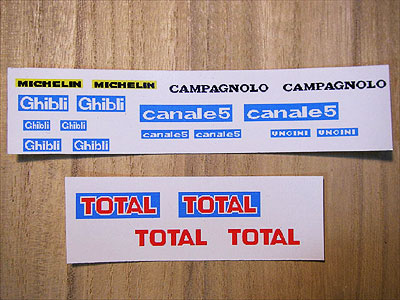 MICHELIN MICHELIN CAMPAGNOLO CAMPAGNOLO
Ghibli Ghibli canale5 canale5
Ghibli Ghibli canale5 canale5 UNCINI UNCINI
Ghibli Ghibli
TOTAL TOTAL
TOTAL TOTAL